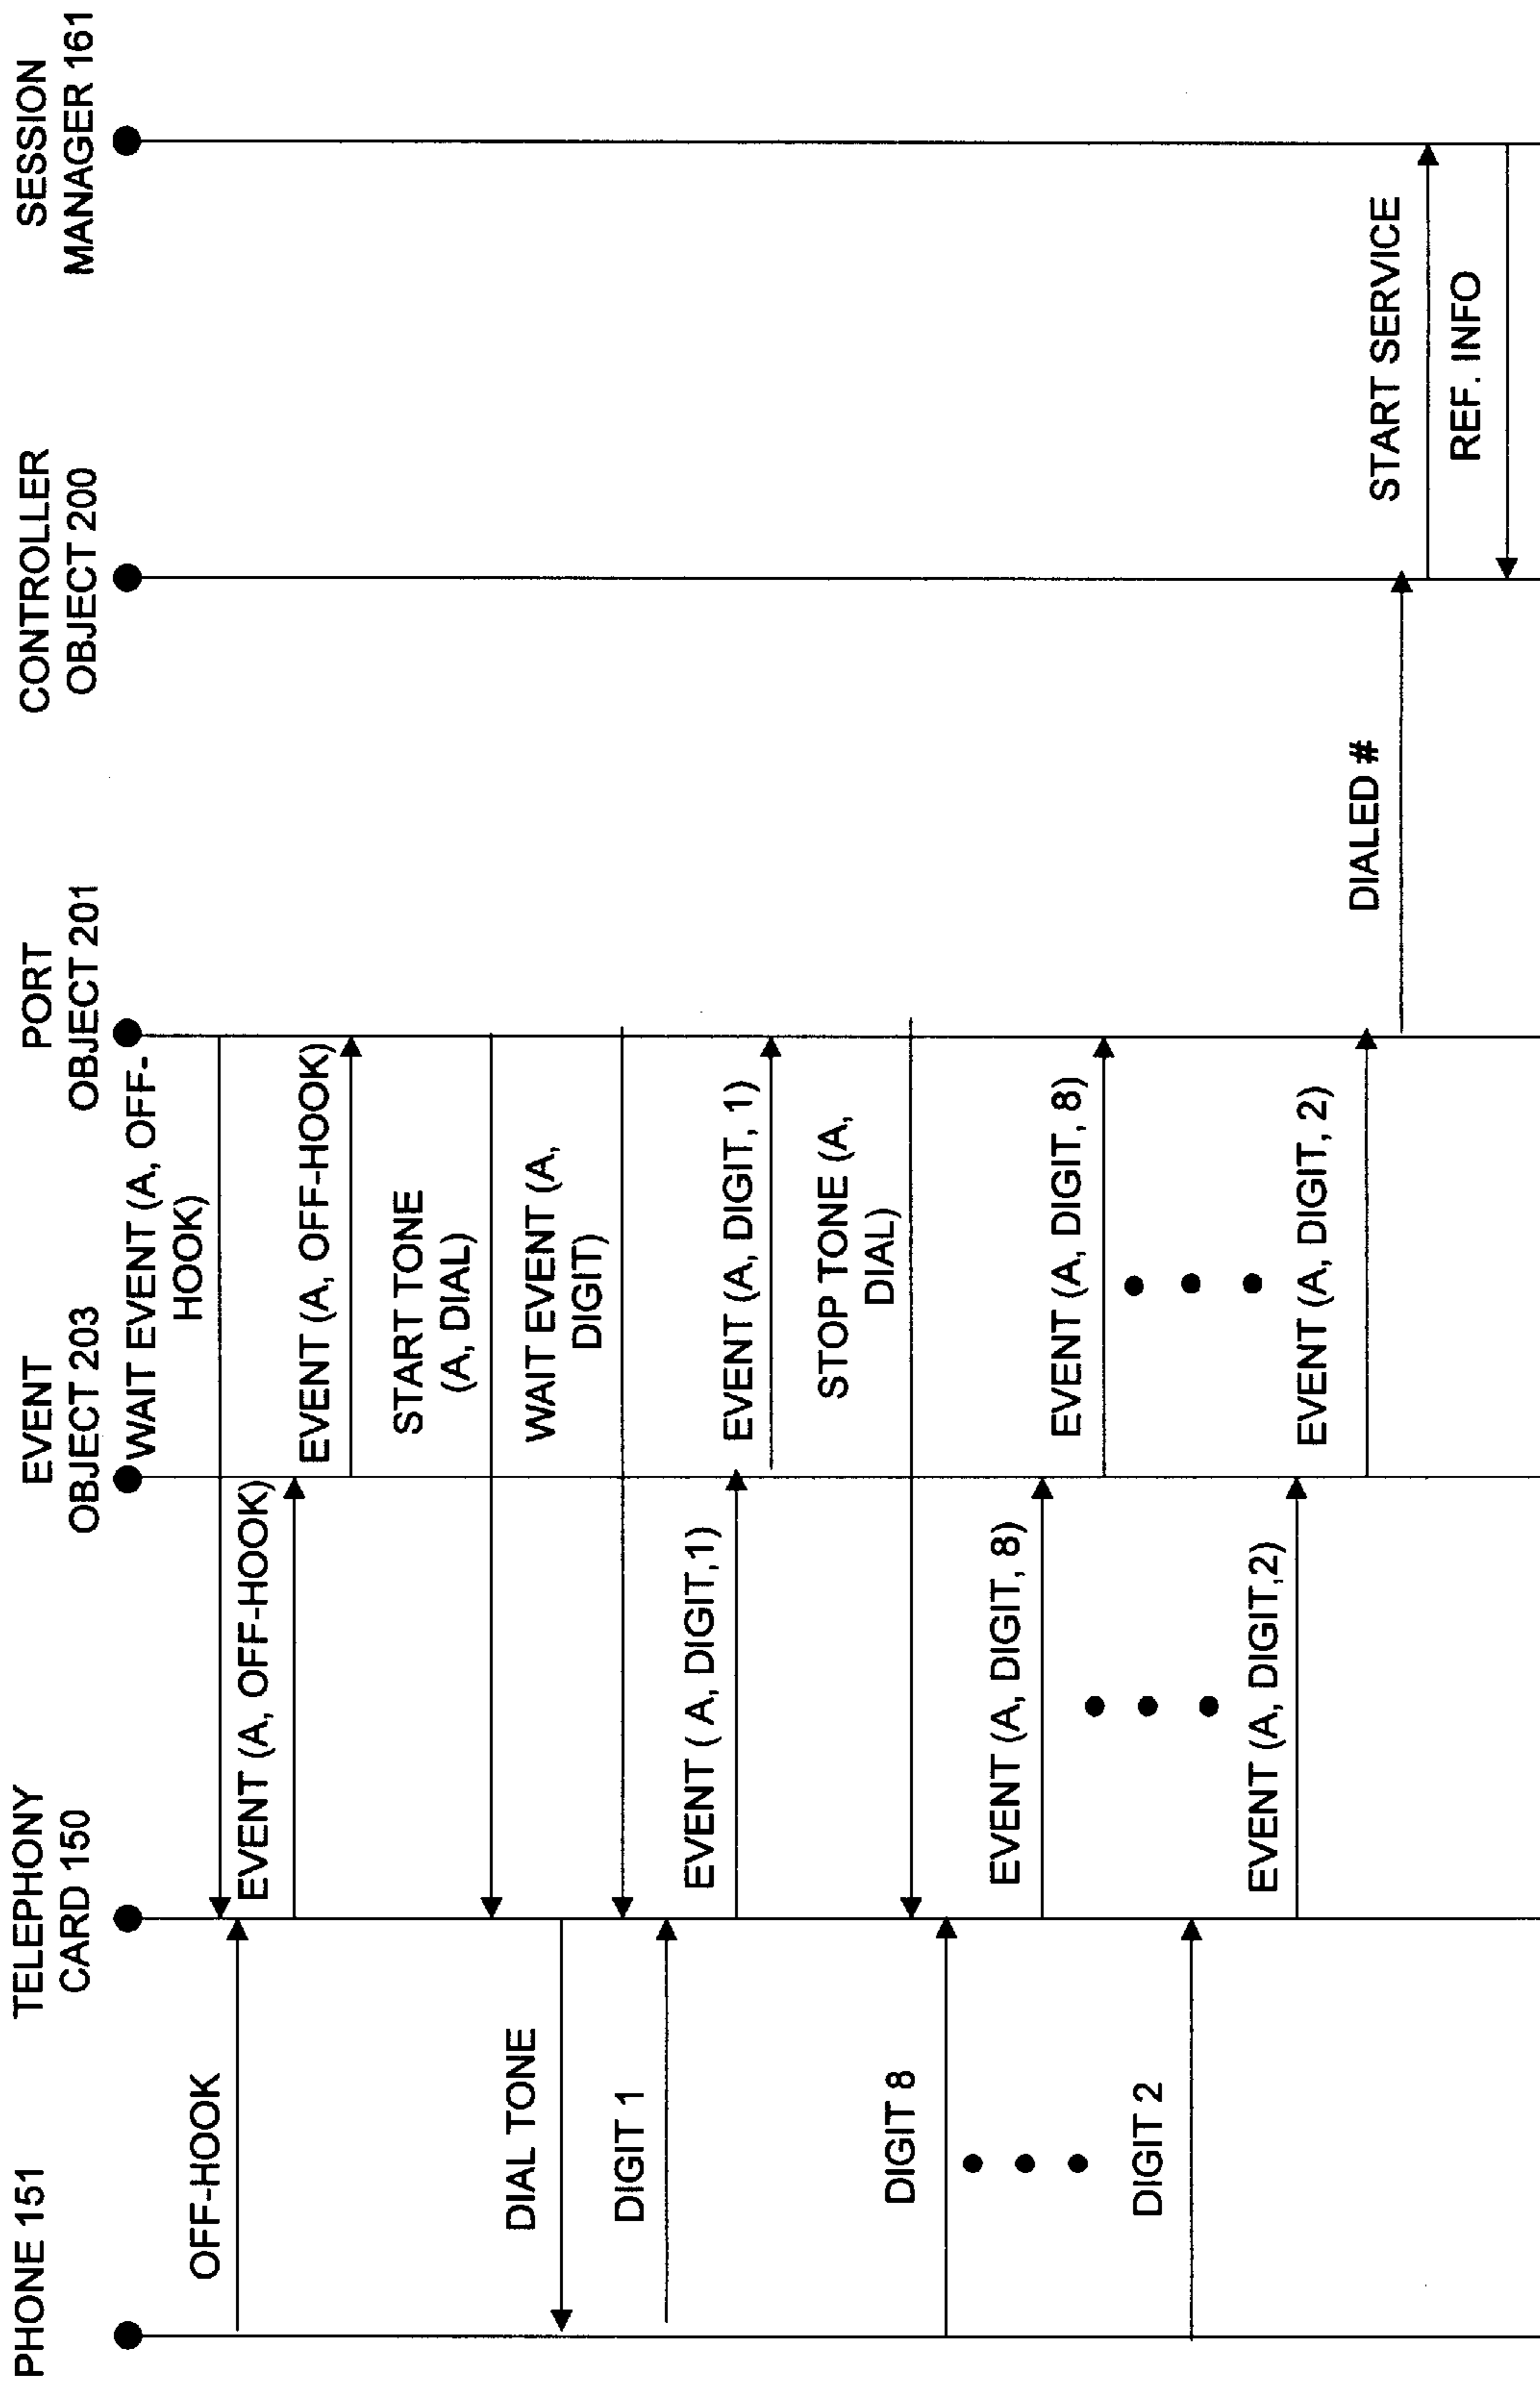 PHONE 151
TELEPHONY
CARD 150
EVENT
OBJECT 203
PORT
OBJECT 201
CONTROLLER
OBJECT 200
SESSION
MANAGER 161
WAIT EVENT (A, OFF-
HOOK)
OFF-HOOK
EVENT (A, OFF-HOOK)
EVENT (A, OFF-HOOK)
START TONE
(A, DIAL)
DIAL TONE
WAIT EVENT (A,
DIGIT)
DIGIT 1
EVENT ( A, DIGIT,1)
EVENT (A, DIGIT, 1)
STOP TONE (A,
DIAL)
DIGIT 8
EVENT (A, DIGIT, 8)
EVENT (A, DIGIT, 8)
DIGIT 2
EVENT (A, DIGIT,2)
EVENT (A, DIGIT, 2)
DIALED #
START SERVICE
REF. INFO